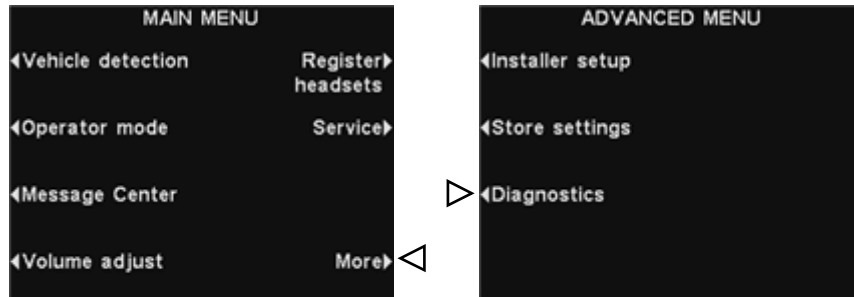 MAIN MENU
Vehicle detection
Register
headsets
Operator mode
Service
Message Center
Volume adjust
More
ADVANCED MENU
Installer setup
Store settings
Diagnostics